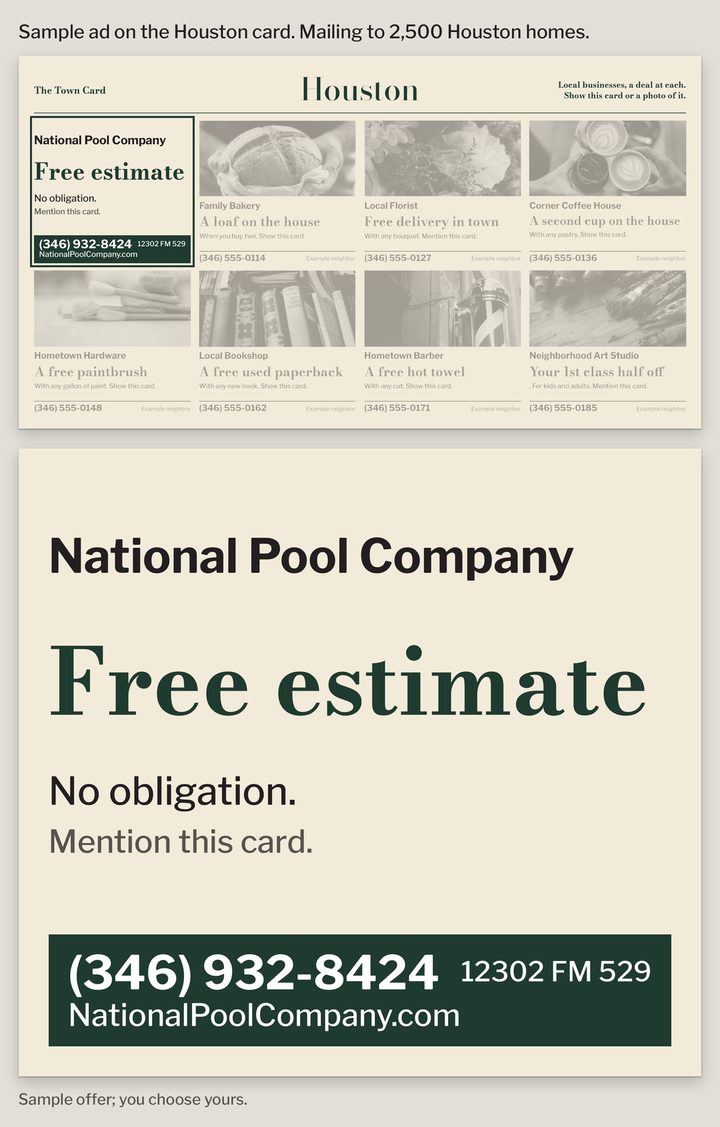 Sample ad on the Houston card. Mailing to 2,500 Houston homes.
The Town Card
Houston
Local businesses, a deal at each.
Show this card or a photo of it.
National Pool Company
Free estimate
No obligation.
Mention this card.
(346) 932-8424 12302 FM 529
NationalPoolCompany.com
Family Bakery
A loaf on the house
When you buy two. Show this card.
(346) 555-0114 Example neighbor
Local Florist
Free delivery in town
With any bouquet. Mention this card.
(346) 555-0127 Example neighbor
Corner Coffee House
A second cup on the house
With any pastry. Show this card.
(346) 555-0136 Example neighbor
Hometown Hardware
A free paintbrush
With any gallon of paint. Show this card.
(346) 555-0148 Example neighbor
Local Bookshop
A free used paperback
With any new book. Show this card.
(346) 555-0162 Example neighbor
Hometown Barber
A free hot towel
With any cut. Show this card.
(346) 555-0171 Example neighbor
Neighborhood Art Studio
Your 1st class half off
For kids and adults. Mention this card.
(346) 555-0185 Example neighbor
National Pool Company
Free estimate
No obligation.
Mention this card.
(346) 932-8424 12302 FM 529
NationalPoolCompany.com
Sample offer; you choose yours.